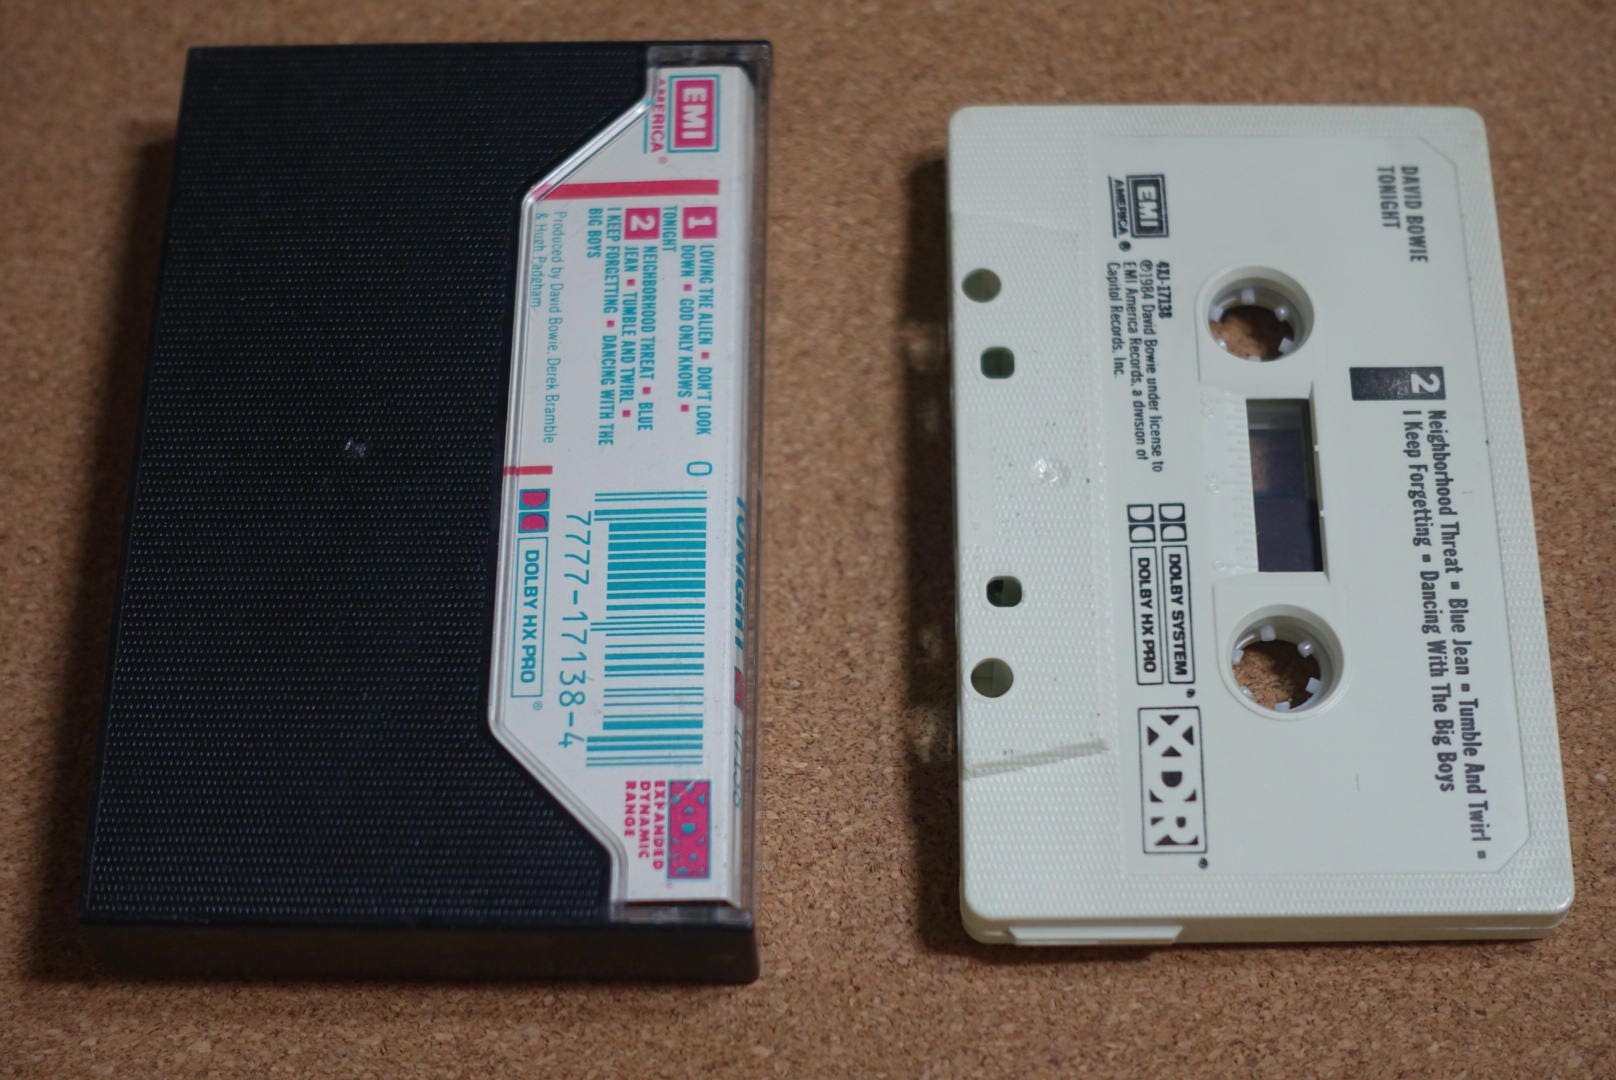 EMI
AMERICA®
1 LOVING THE ALIEN ▪ DON'T LOOK
DOWN ▪ GOD ONLY KNOWS ▪
TONIGHT
2 NEIGHBORHOOD THREAT ▪ BLUE
JEAN ▪ TUMBLE AND TWIRL ▪
I KEEP FORGETTING ▪ DANCING WITH THE
BIG BOYS
Produced by David Bowie, Derek Bramble
& Hugh Padgham
0
7777-17138-4
DOLBY HX PRO®
XDR
EXPANDED
DYNAMIC
RANGE
TONIGHT
DAVID BOWIE
TONIGHT
2 Neighborhood Threat ▪ Blue Jean ▪ Tumble And Twirl ▪
I Keep Forgetting ▪ Dancing With The Big Boys
EMI
AMERICA®
4XJ-17138
℗1984 David Bowie under license to
EMI America Records, a division of
Capitol Records, Inc.
DOLBY SYSTEM®
DOLBY HX PRO
XDR®